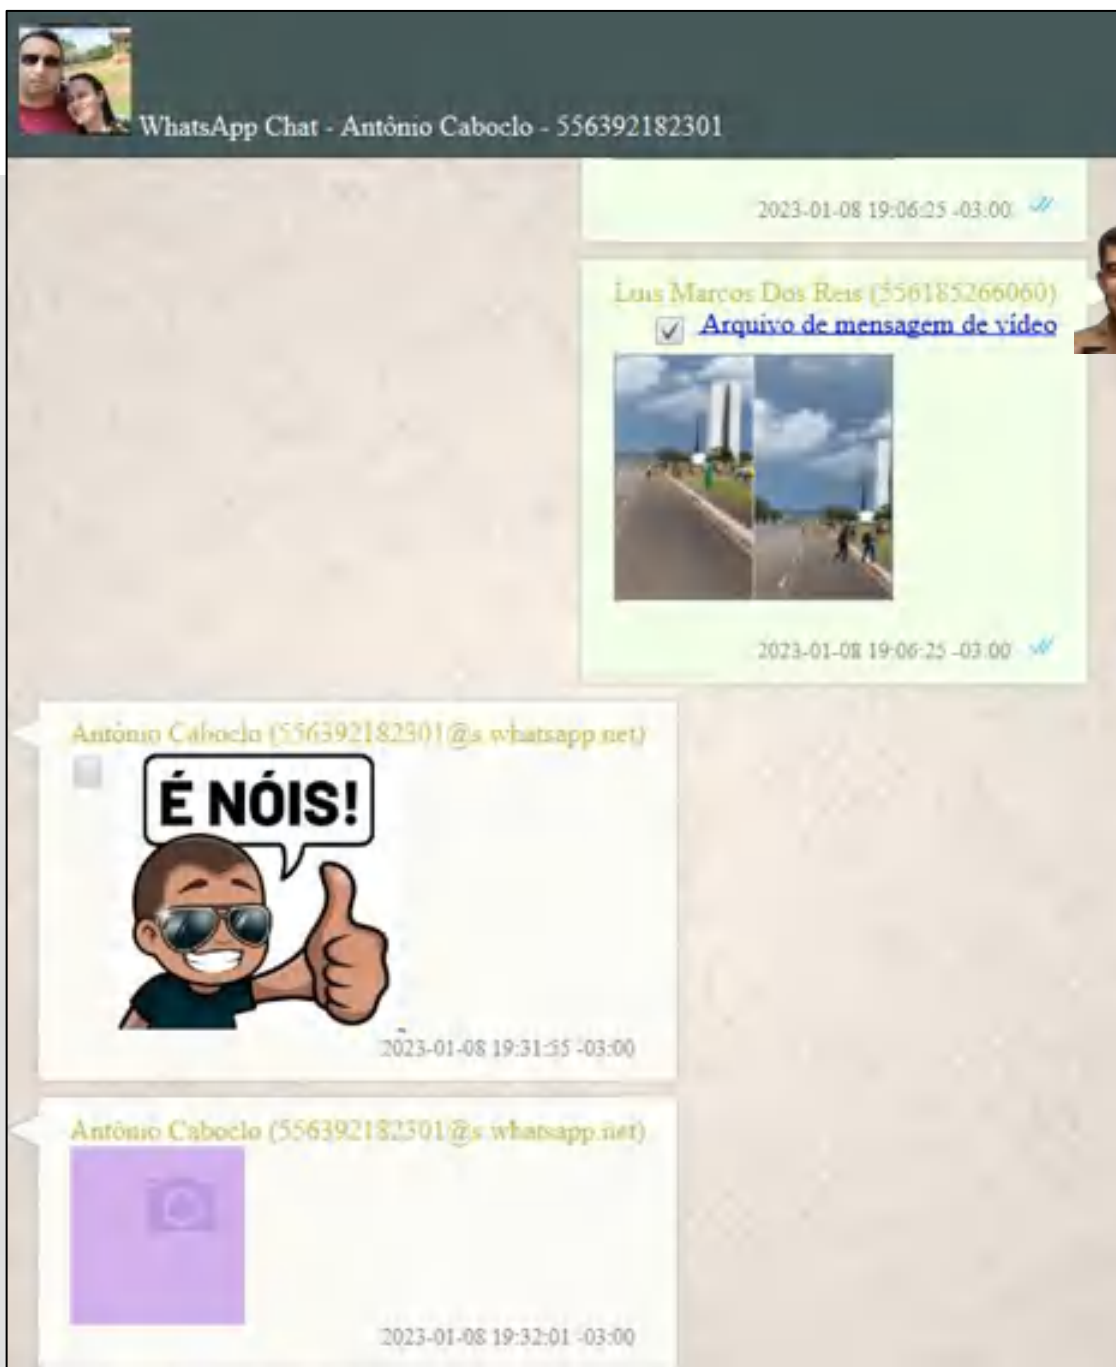 WhatsApp Chat - Antônio Caboclo - 556392182301
2023-01-08 19:06:25 -03:00
Luis Marcos Dos Reis (556185266060)
Arquivo de mensagem de vídeo
2023-01-08 19:06:25 -03:00
Antônio Caboclo (556392182301@s.whatsapp.net)
É NÓIS!
2023-01-08 19:31:55 -03:00
Antônio Caboclo (556392182301@s.whatsapp.net)
2023-01-08 19:32:01 -03:00